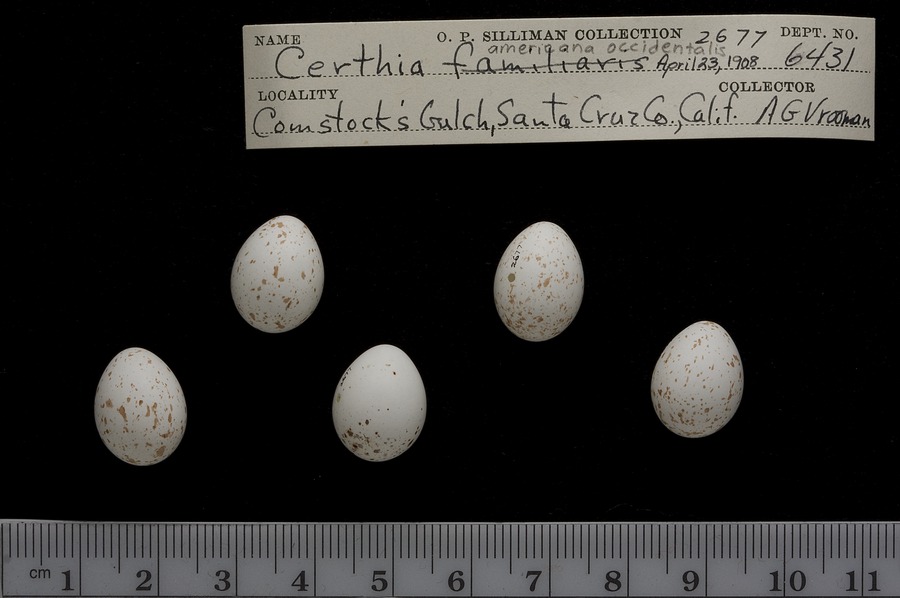 NAME O. P. SILLIMAN COLLECTION 2677 DEPT. NO.
americana occidentalis
Certhia familiaris April 23, 1908 6431
LOCALITY COLLECTOR
Comstock's Gulch, Santa Cruz Co., Calif. A G Vrooman
2677
cm 1 2 3 4 5 6 7 8 9 10 11